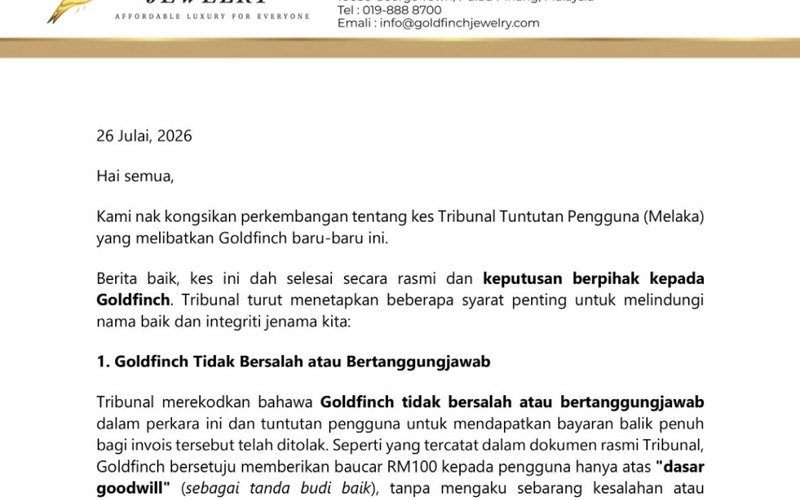 AFFORDABLE LUXURY FOR EVERYONE
Tel : 019-888 8700
Emali : info@goldfinchjewelry.com
26 Julai, 2026
Hai semua,
Kami nak kongsikan perkembangan tentang kes Tribunal Tuntutan Pengguna (Melaka)
yang melibatkan Goldfinch baru-baru ini.
Berita baik, kes ini dah selesai secara rasmi dan keputusan berpihak kepada
Goldfinch. Tribunal turut menetapkan beberapa syarat penting untuk melindungi
nama baik dan integriti jenama kita:
1. Goldfinch Tidak Bersalah atau Bertanggungjawab
Tribunal merekodkan bahawa Goldfinch tidak bersalah atau bertanggungjawab
dalam perkara ini dan tuntutan pengguna untuk mendapatkan bayaran balik penuh
bagi invois tersebut telah ditolak. Seperti yang tercatat dalam dokumen rasmi Tribunal,
Goldfinch bersetuju memberikan baucar RM100 kepada pengguna hanya atas "dasar
goodwill" (sebagai tanda budi baik), tanpa mengaku sebarang kesalahan atau